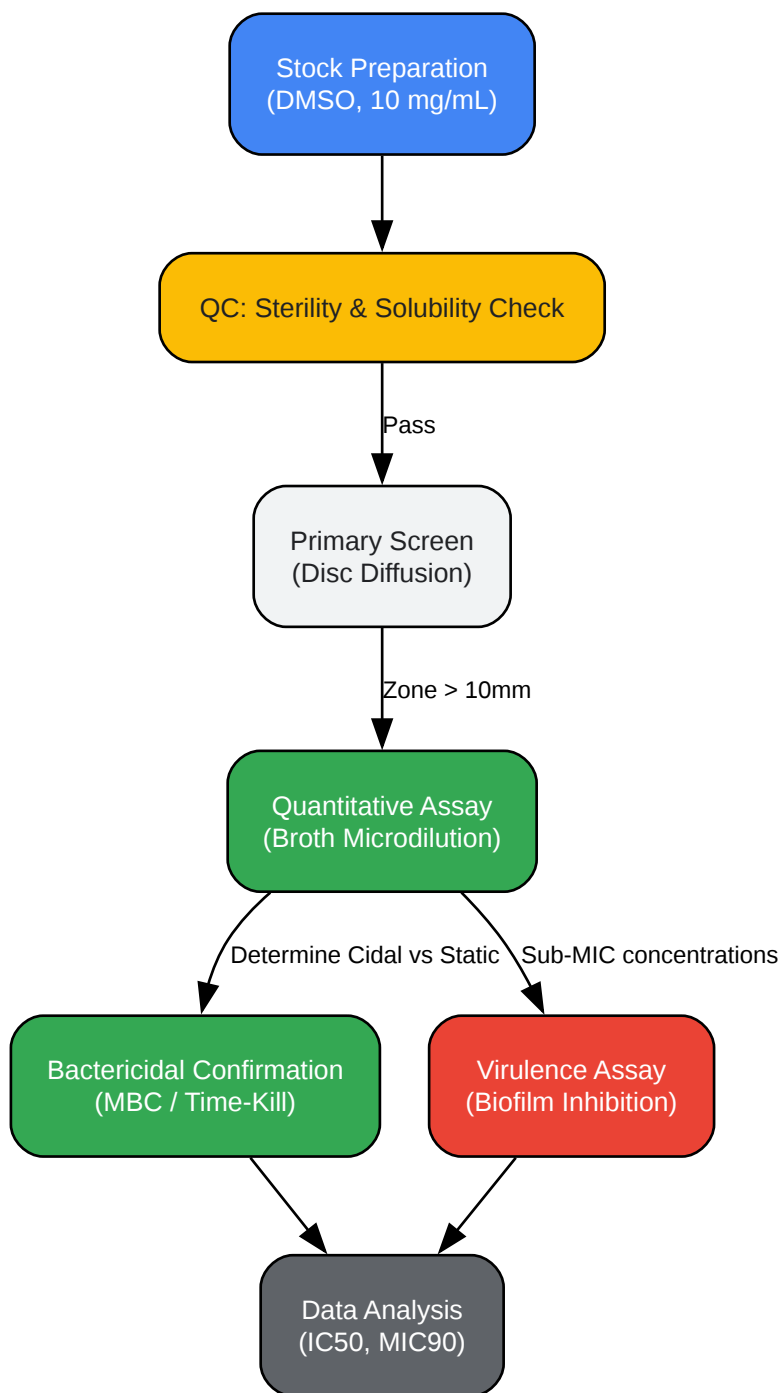 Stock Preparation
(DMSO, 10 mg/mL)
QC: Sterility & Solubility Check
Pass
Primary Screen
(Disc Diffusion)
Zone > 10mm
Quantitative Assay
(Broth Microdilution)
Determine Cidal vs Static
Sub-MIC concentrations
Bactericidal Confirmation
(MBC / Time-Kill)
Virulence Assay
(Biofilm Inhibition)
Data Analysis
(IC50, MIC90)